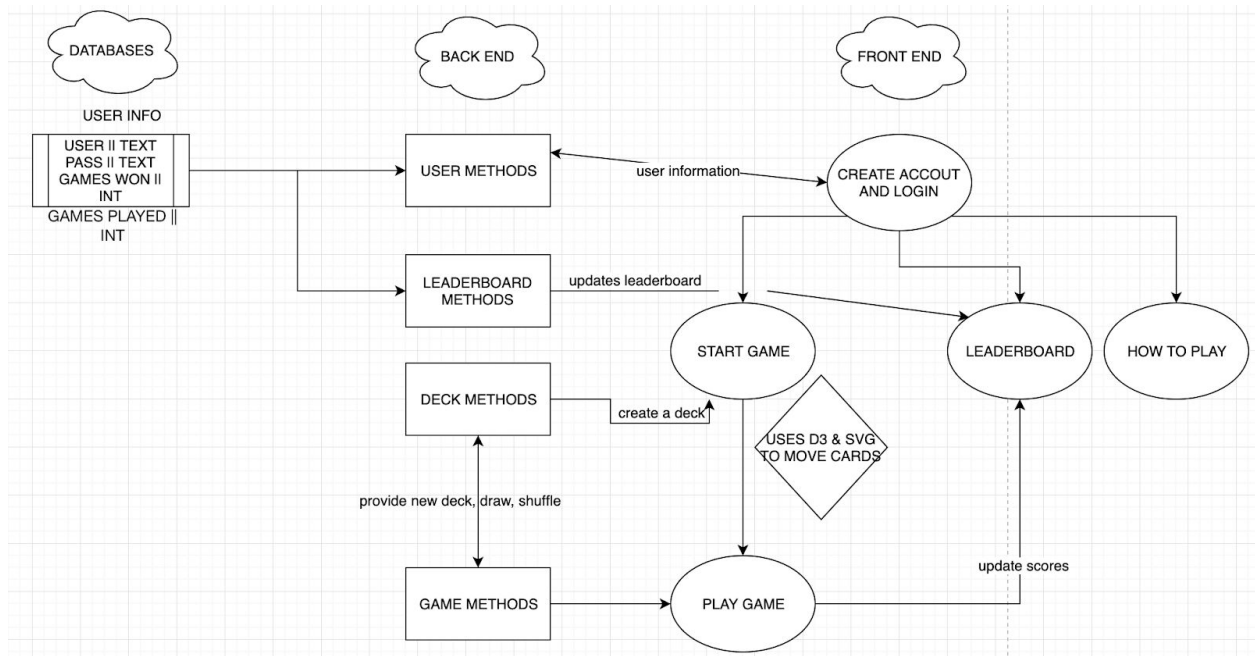 DATABASES
BACK END
FRONT END
USER INFO
USER || TEXT
PASS || TEXT
GAMES WON ||
INT
GAMES PLAYED ||
INT
USER METHODS
user information
CREATE ACCOUT
AND LOGIN
LEADERBOARD
METHODS
updates leaderboard
START GAME
LEADERBOARD
HOW TO PLAY
DECK METHODS
create a deck
USES D3 & SVG
TO MOVE CARDS
provide new deck, draw, shuffle
GAME METHODS
PLAY GAME
update scores